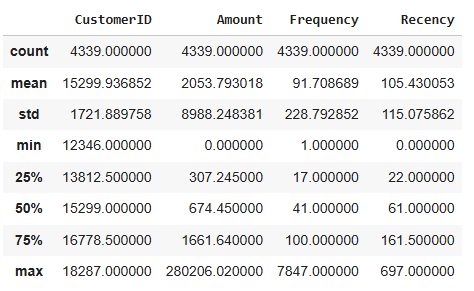 CustomerID Amount Frequency Recency
count 4339.000000 4339.000000 4339.000000 4339.000000
mean 15299.936852 2053.793018 91.708689 105.430053
std 1721.889758 8988.248381 228.792852 115.075862
min 12346.000000 0.000000 1.000000 0.000000
25% 13812.500000 307.245000 17.000000 22.000000
50% 15299.000000 674.450000 41.000000 61.000000
75% 16778.500000 1661.640000 100.000000 161.500000
max 18287.000000 280206.020000 7847.000000 697.000000